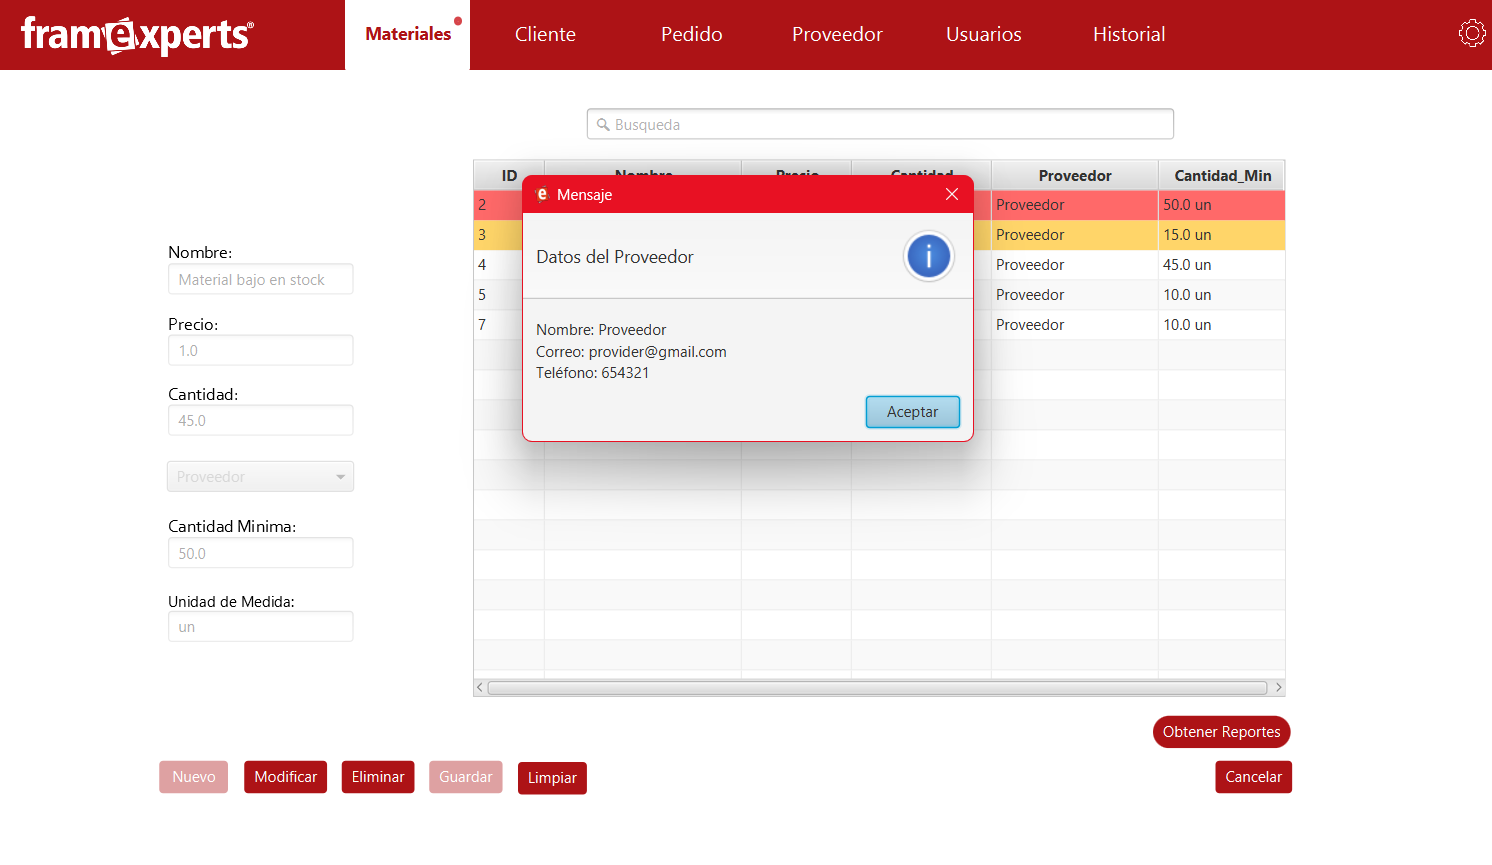 framexperts®
Materiales
Cliente
Pedido
Proveedor
Usuarios
Historial
Busqueda
ID
Proveedor
Cantidad_Min
2
Proveedor
50.0 un
3
Proveedor
15.0 un
4
Proveedor
45.0 un
5
Proveedor
10.0 un
7
Proveedor
10.0 un
Mensaje
Datos del Proveedor
i
Nombre: Proveedor
Correo: provider@gmail.com
Teléfono: 654321
Aceptar
Nombre:
Material bajo en stock
Precio:
1.0
Cantidad:
45.0
Proveedor
Cantidad Minima:
50.0
Unidad de Medida:
un
Obtener Reportes
Nuevo
Modificar
Eliminar
Guardar
Limpiar
Cancelar